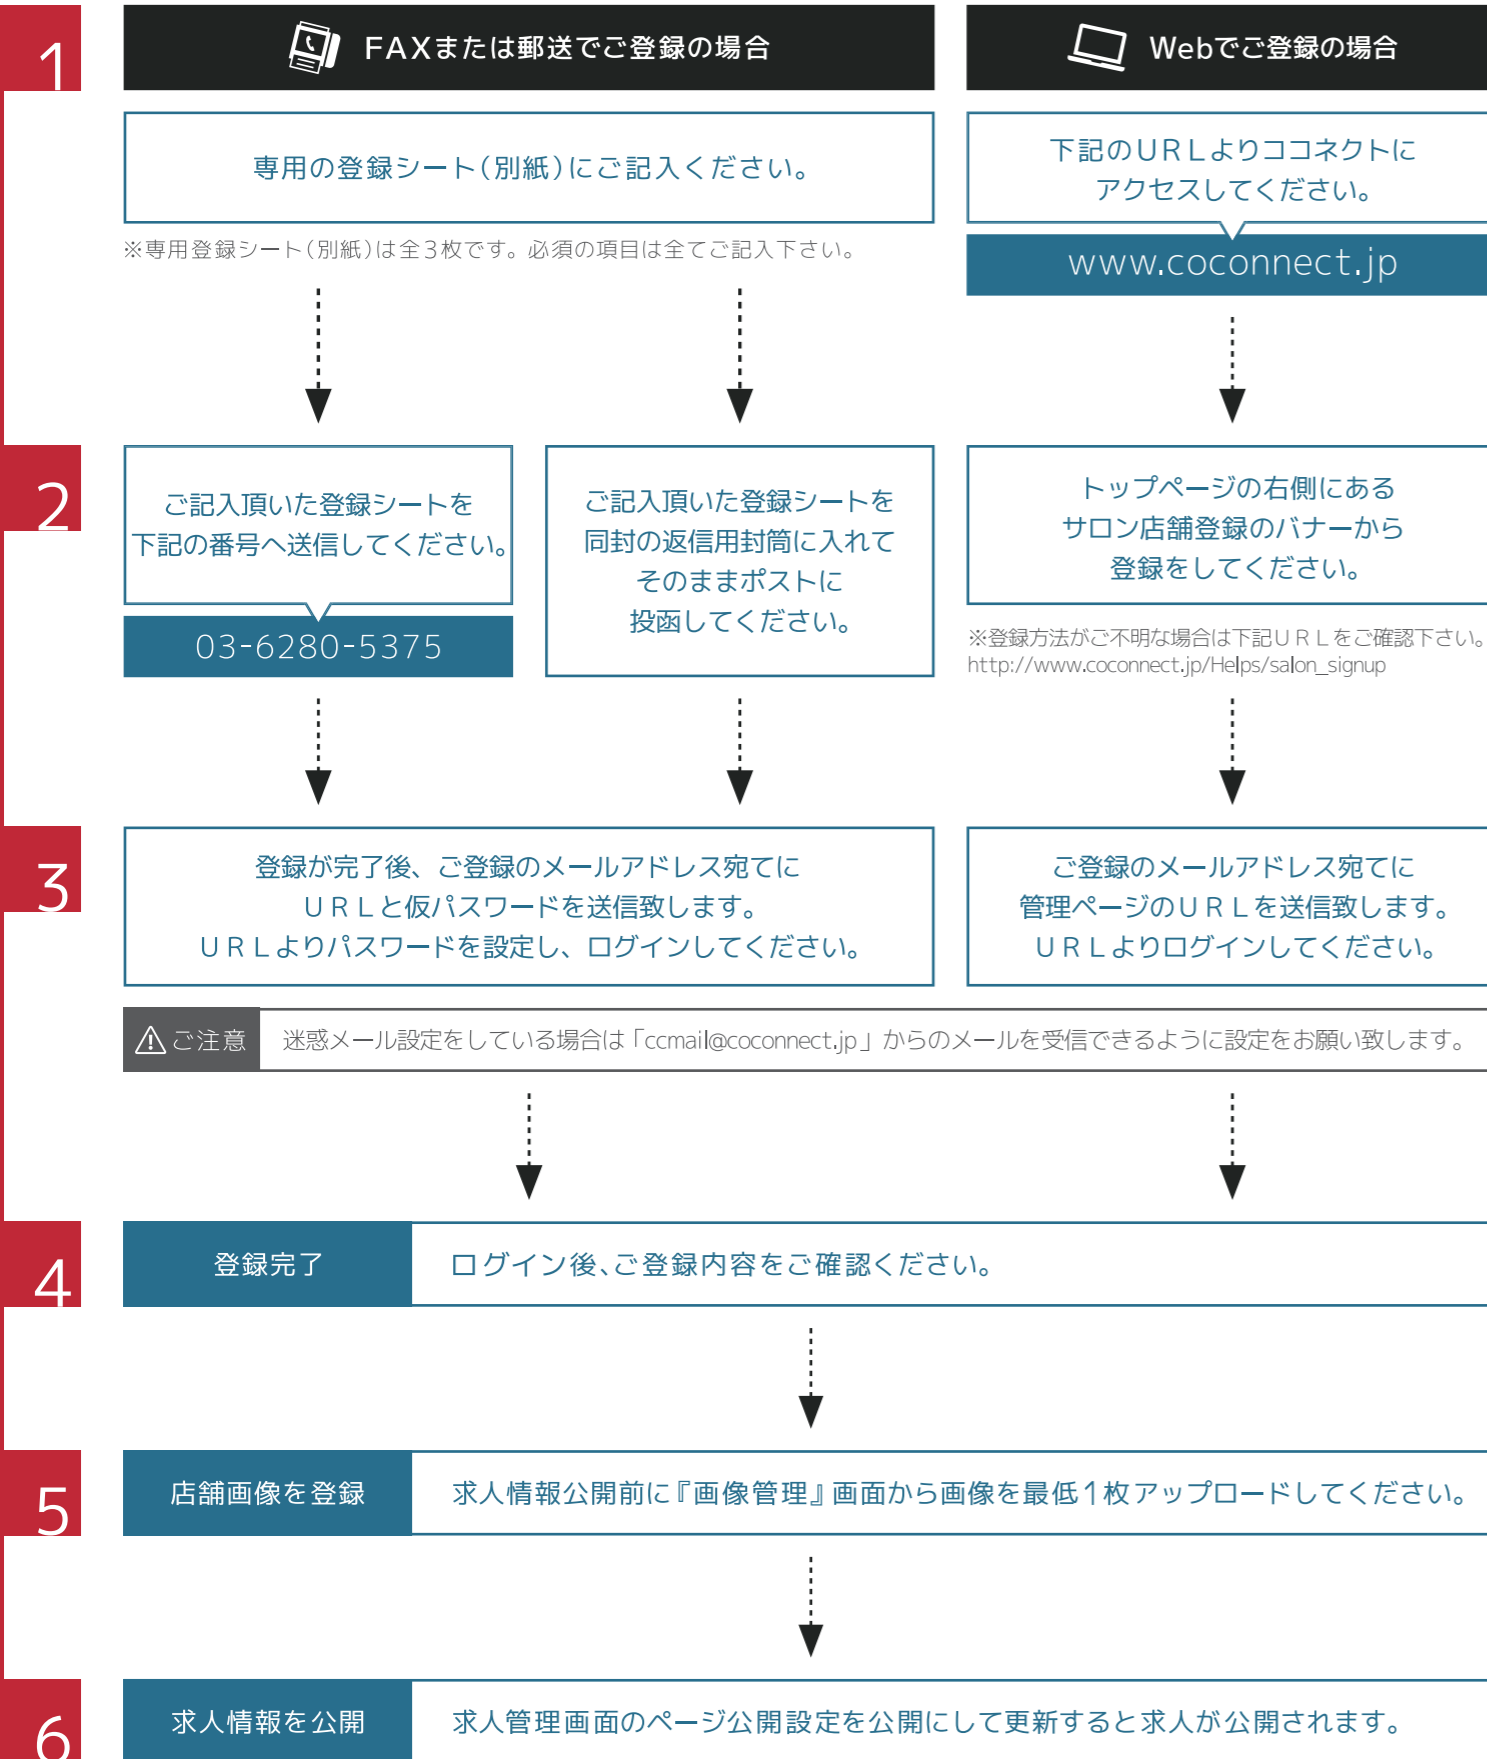 1
FAXまたは郵送でご登録の場合
専用の登録シート（別紙）にご記入ください。
※専用登録シート（別紙）は全３枚です。必須の項目は全てご記入下さい。
Webでご登録の場合
下記のＵＲＬよりココネクトに
アクセスしてください。
www.coconnect.jp
2
ご記入頂いた登録シートを
下記の番号へ送信してください。
03-6280-5375
ご記入頂いた登録シートを
同封の返信用封筒に入れて
そのままポストに
投函してください。
トップページの右側にある
サロン店舗登録のバナーから
登録をしてください。
※登録方法がご不明な場合は下記ＵＲＬをご確認下さい。
http://www.coconnect.jp/Helps/salon_signup
3
登録が完了後、ご登録のメールアドレス宛てに
ＵＲＬと仮パスワードを送信致します。
ＵＲＬよりパスワードを設定し、ログインしてください。
ご登録のメールアドレス宛てに
管理ページのＵＲＬを送信致します。
ＵＲＬよりログインしてください。
ご注意
迷惑メール設定をしている場合は「ccmail@coconnect.jp」からのメールを受信できるように設定をお願い致します。
4
登録完了
ログイン後、ご登録内容をご確認ください。
5
店舗画像を登録
求人情報公開前に『画像管理』画面から画像を最低１枚アップロードしてください。
6
求人情報を公開
求人管理画面のページ公開設定を公開にして更新すると求人が公開されます。